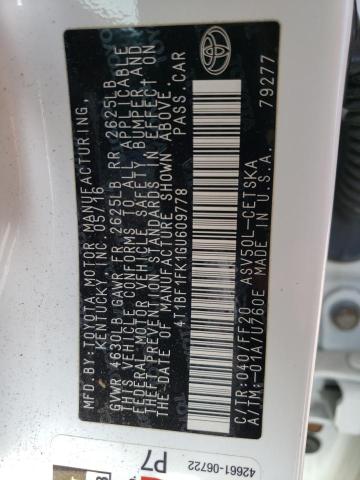 MFD. BY:TOYOTA MOTOR MANUFACTURING,
KENTUCKY, INC. 09/15
GVWR 4630LB GAWR FR 2625LB RR 2625LB
THIS VEHICLE CONFORMS TO ALL APPLICABLE
FEDERAL MOTOR VEHICLE SAFETY, BUMPER, AND
THEFT PREVENTION STANDARDS IN EFFECT ON
THE DATE OF MANUFACTURE SHOWN ABOVE.
4T1BF1FK1GU609778 PASS.CAR
C/TR:040/FF20 ASV50L-CETSKA
A/TM:-01A/U760E MADE IN U.S.A.
79277
42661-06722
P7